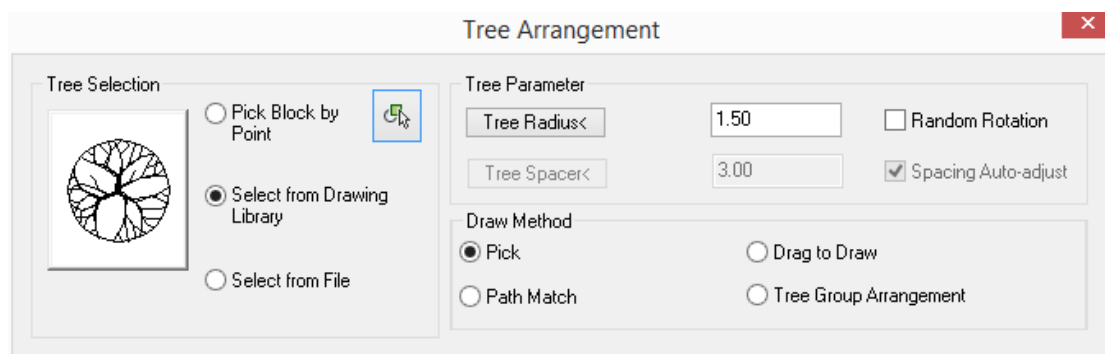 Tree Arrangement
Tree Selection
Pick Block by
Point
Select from Drawing
Library
Select from File
Tree Parameter
Tree Radius<
1.50
Random Rotation
Tree Spacer<
3.00
Spacing Auto-adjust
Draw Method
Pick
Drag to Draw
Path Match
Tree Group Arrangement